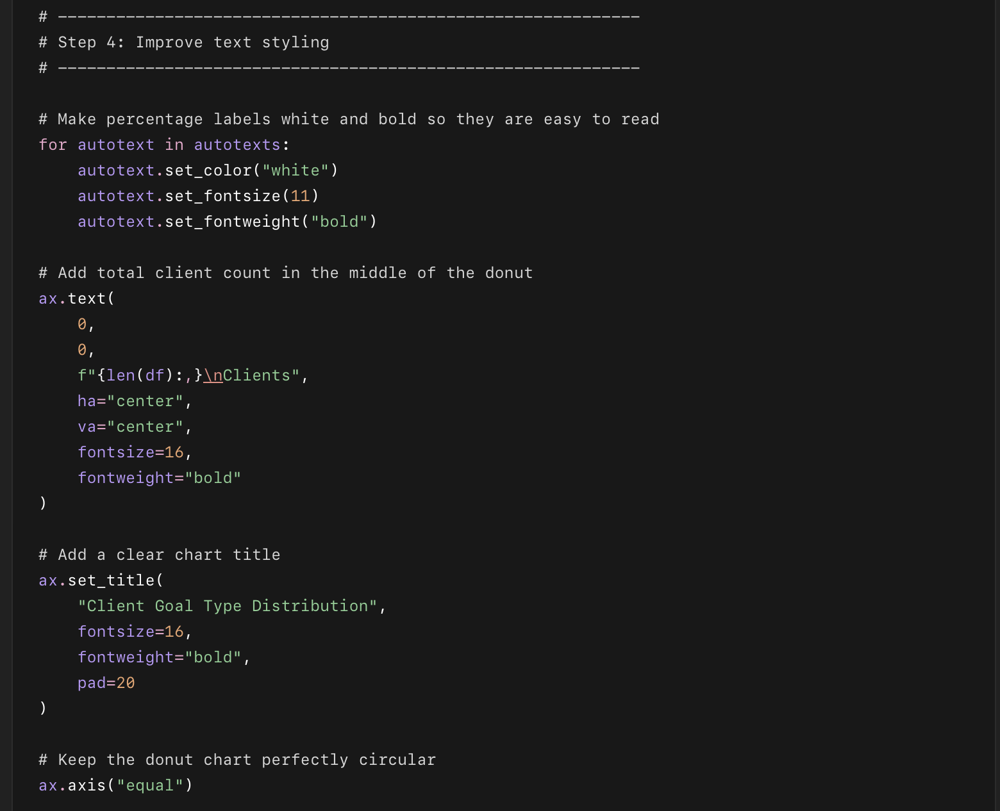 # ────────────────────────────────────────────────────────────
# Step 4: Improve text styling
# ────────────────────────────────────────────────────────────
# Make percentage labels white and bold so they are easy to read
for autotext in autotexts:
    autotext.set_color("white")
    autotext.set_fontsize(11)
    autotext.set_fontweight("bold")
# Add total client count in the middle of the donut
ax.text(
    0,
    0,
    f"{len(df):,}\nClients",
    ha="center",
    va="center",
    fontsize=16,
    fontweight="bold"
)
# Add a clear chart title
ax.set_title(
    "Client Goal Type Distribution",
    fontsize=16,
    fontweight="bold",
    pad=20
)
# Keep the donut chart perfectly circular
ax.axis("equal")